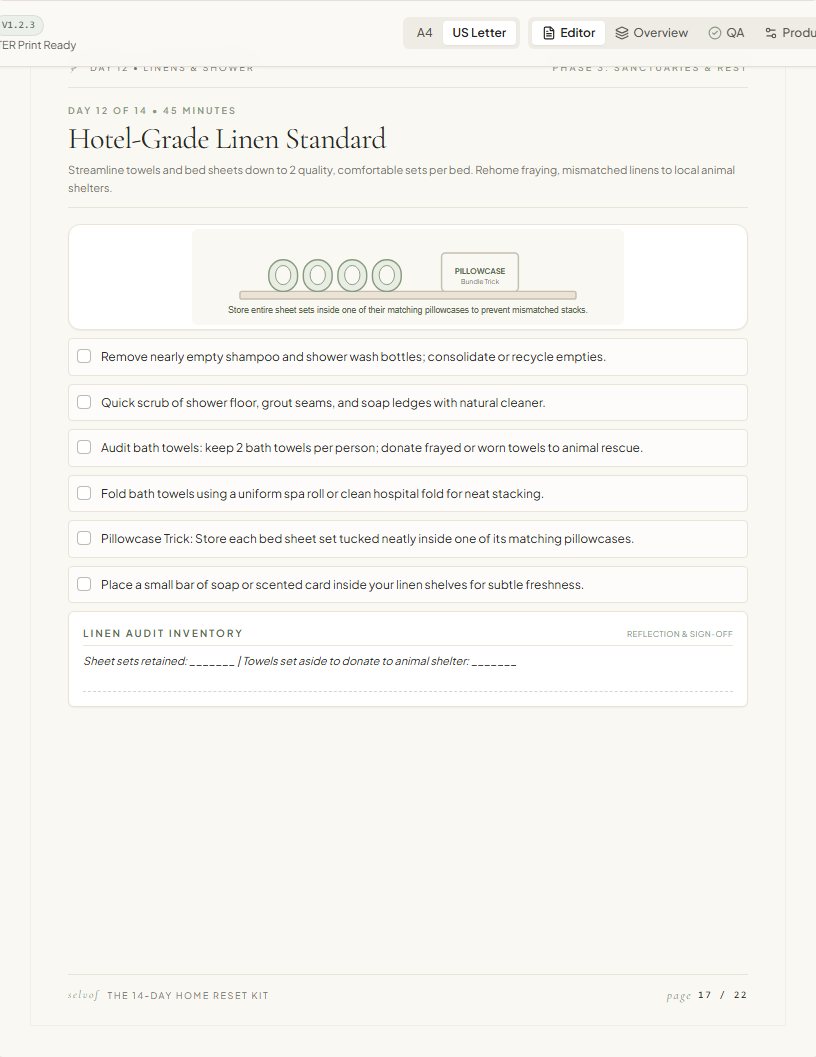 V1.2.3
TER Print Ready
A4
US Letter
Editor
Overview
QA
Produ
DAY 12 • LINENS & SHOWER
PHASE 3: SANCTUARIES & REST
DAY 12 OF 14 • 45 MINUTES
Hotel-Grade Linen Standard
Streamline towels and bed sheets down to 2 quality, comfortable sets per bed. Rehome fraying, mismatched linens to local animal
shelters.
PILLOWCASE
Bundle Trick
Store entire sheet sets inside one of their matching pillowcases to prevent mismatched stacks.
Remove nearly empty shampoo and shower wash bottles; consolidate or recycle empties.
Quick scrub of shower floor, grout seams, and soap ledges with natural cleaner.
Audit bath towels: keep 2 bath towels per person; donate frayed or worn towels to animal rescue.
Fold bath towels using a uniform spa roll or clean hospital fold for neat stacking.
Pillowcase Trick: Store each bed sheet set tucked neatly inside one of its matching pillowcases.
Place a small bar of soap or scented card inside your linen shelves for subtle freshness.
LINEN AUDIT INVENTORY
REFLECTION & SIGN-OFF
Sheet sets retained: _______ | Towels set aside to donate to animal shelter: _______
selvof THE 14-DAY HOME RESET KIT
page 17 / 22